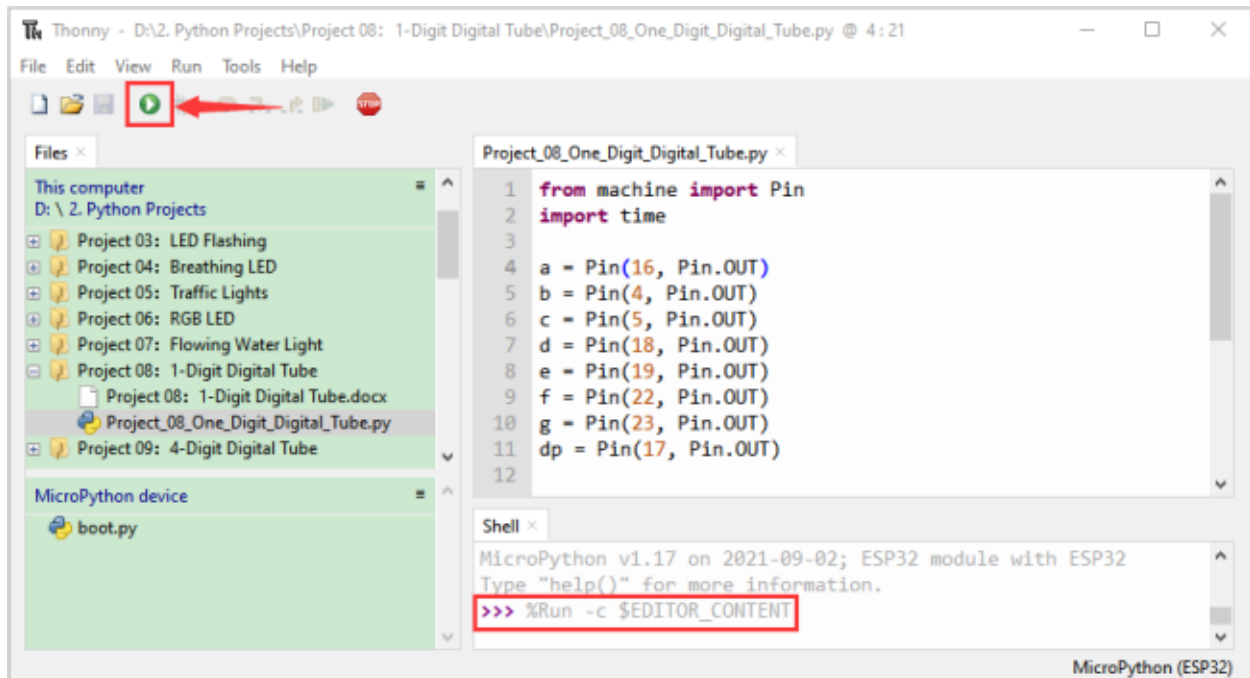 Thonny - D:\2. Python Projects\Project 08: 1-Digit Digital Tube\Project_08_One_Digit_Digital_Tube.py @ 4:21
File Edit View Run Tools Help
STOP
Files
This computer
D: \ 2. Python Projects
Project 03: LED Flashing
Project 04: Breathing LED
Project 05: Traffic Lights
Project 06: RGB LED
Project 07: Flowing Water Light
Project 08: 1-Digit Digital Tube
Project 08: 1-Digit Digital Tube.docx
Project_08_One_Digit_Digital_Tube.py
Project 09: 4-Digit Digital Tube
MicroPython device
boot.py
Project_08_One_Digit_Digital_Tube.py
1 from machine import Pin
2 import time
3
4 a = Pin(16, Pin.OUT)
5 b = Pin(4, Pin.OUT)
6 c = Pin(5, Pin.OUT)
7 d = Pin(18, Pin.OUT)
8 e = Pin(19, Pin.OUT)
9 f = Pin(22, Pin.OUT)
10 g = Pin(23, Pin.OUT)
11 dp = Pin(17, Pin.OUT)
12
Shell
MicroPython v1.17 on 2021-09-02; ESP32 module with ESP32
Type "help()" for more information.
>>> %Run -c $EDITOR_CONTENT
MicroPython (ESP32)